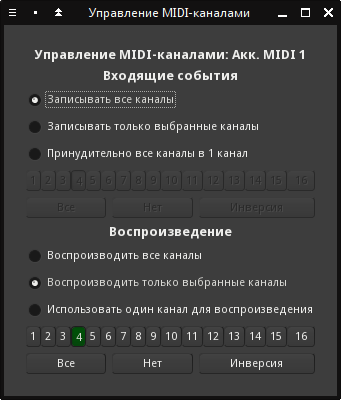 Управление MIDI-каналами
Управление MIDI-каналами: Акк. MIDI 1
Входящие события
Записывать все каналы
Записывать только выбранные каналы
Принудительно все каналы в 1 канал
1 2 3 4 5 6 7 8 9 10 11 12 13 14 15 16
Все Нет Инверсия
Воспроизведение
Воспроизводить все каналы
Воспроизводить только выбранные каналы
Использовать один канал для воспроизведения
1 2 3 4 5 6 7 8 9 10 11 12 13 14 15 16
Все Нет Инверсия